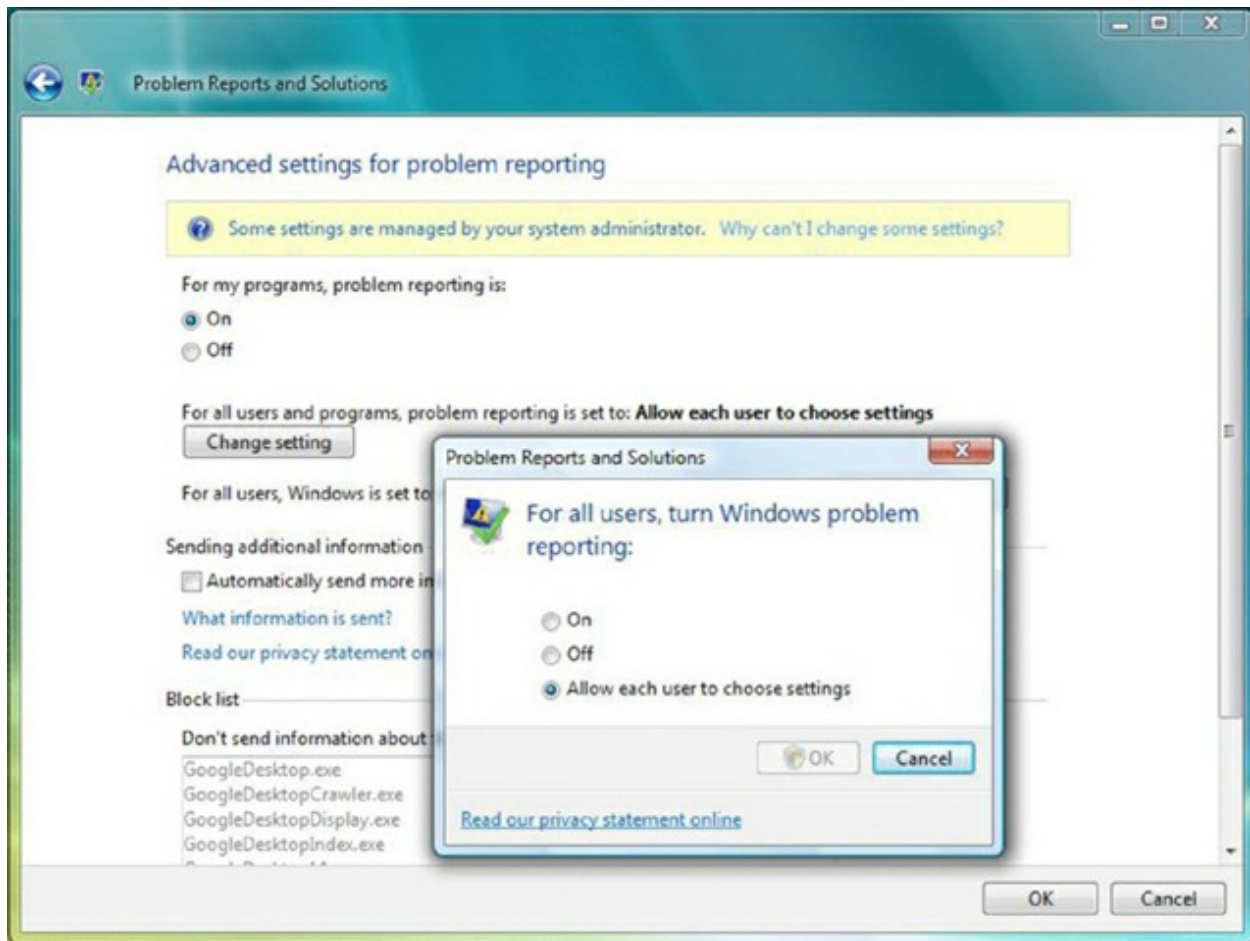 Problem Reports and Solutions
Advanced settings for problem reporting
Some settings are managed by your system administrator. Why can't I change some settings?
For my programs, problem reporting is:
On
Off
For all users and programs, problem reporting is set to: Allow each user to choose settings
Change setting
For all users, Windows is set to
Sending additional information
Automatically send more in
What information is sent?
Read our privacy statement on
Block list
Don't send information about
GoogleDesktop.exe
GoogleDesktopCrawler.exe
GoogleDesktopDisplay.exe
GoogleDesktopIndex.exe
Problem Reports and Solutions
For all users, turn Windows problem
reporting:
On
Off
Allow each user to choose settings
OK Cancel
Read our privacy statement online
OK Cancel